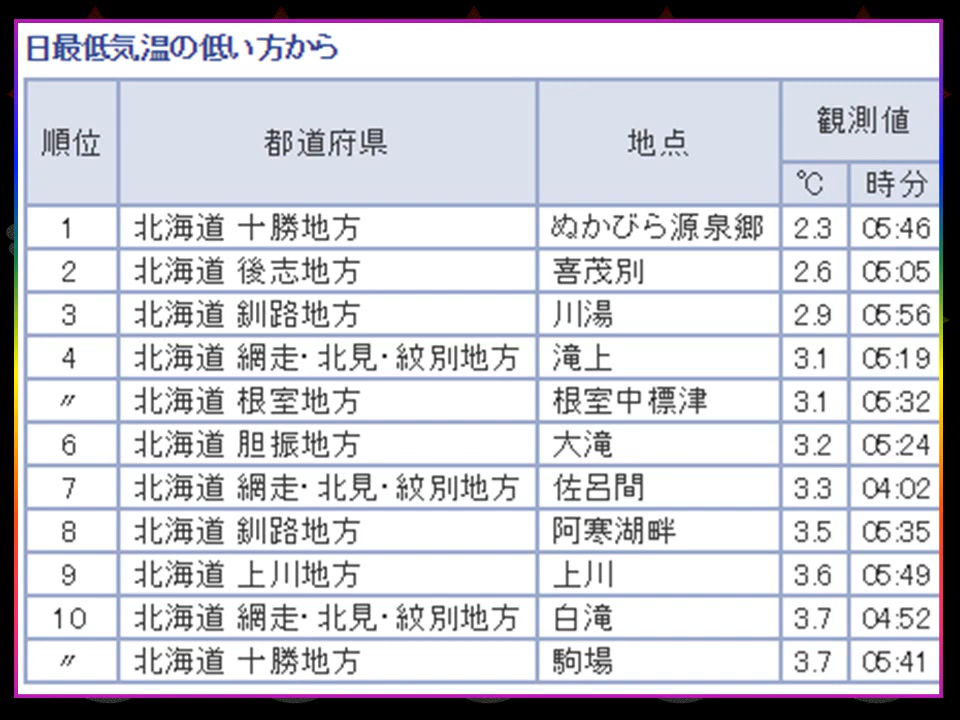 日最低気温の低い方から
順位 都道府県 地点 観測値
℃ 時分
1 北海道 十勝地方 ぬかびら源泉郷 2.3 05:46
2 北海道 後志地方 喜茂別 2.6 05:05
3 北海道 釧路地方 川湯 2.9 05:56
4 北海道 網走・北見・紋別地方 滝上 3.1 05:19
〃 北海道 根室地方 根室中標津 3.1 05:32
6 北海道 胆振地方 大滝 3.2 05:24
7 北海道 網走・北見・紋別地方 佐呂間 3.3 04:02
8 北海道 釧路地方 阿寒湖畔 3.5 05:35
9 北海道 上川地方 上川 3.6 05:49
10 北海道 網走・北見・紋別地方 白滝 3.7 04:52
〃 北海道 十勝地方 駒場 3.7 05:41